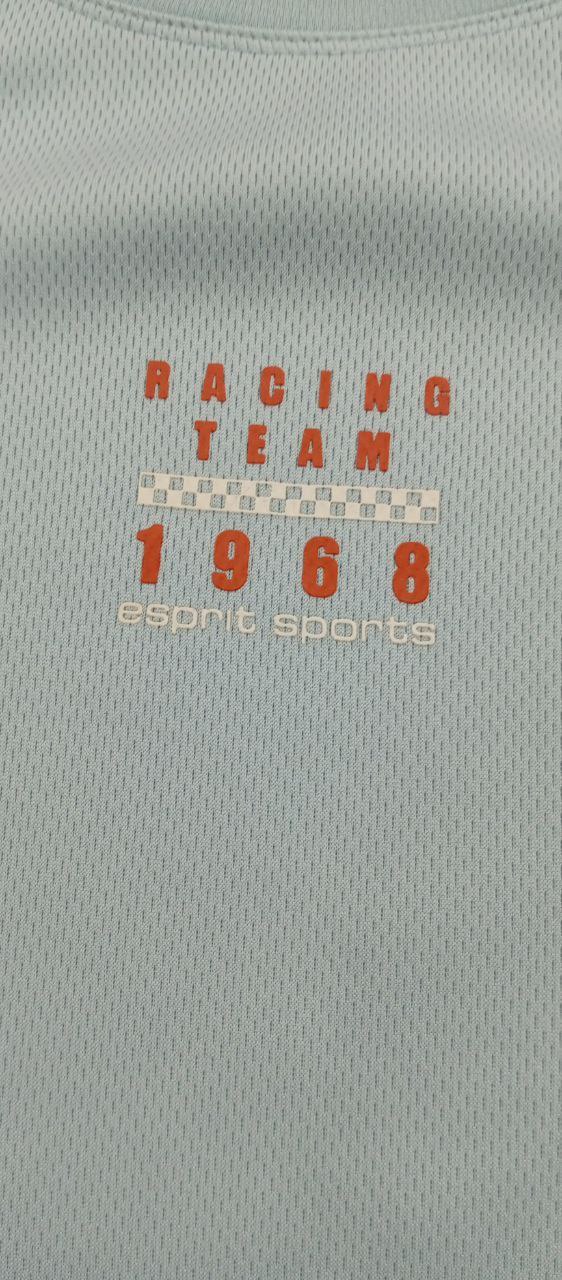 RACING
TEAM
1968
esprit sports